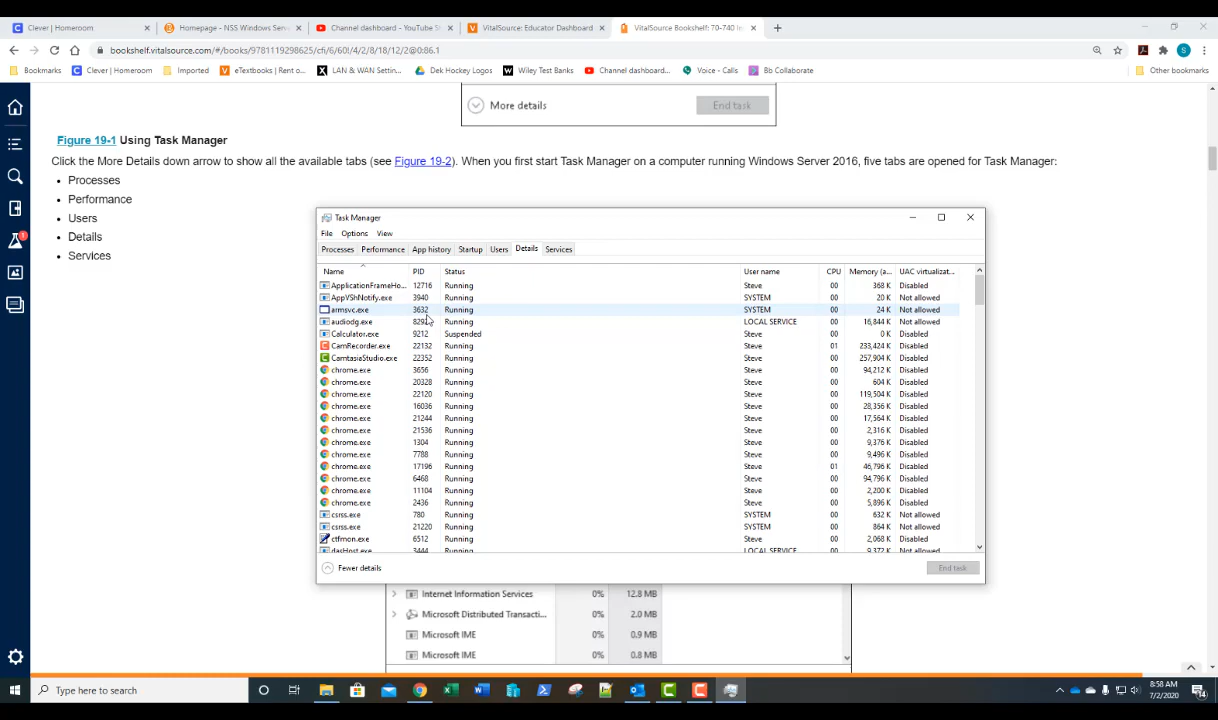 Clever | Homeroom
Homepage - NSS Windows Serve
Channel dashboard - YouTube St
VitalSource: Educator Dashboard
VitalSource Bookshelf: 70-740 In
bookshelf.vitalsource.com/#/books/9781119298625/cfi/6/60!/4/2/8/18/12/2@0:86.1
Bookmarks
Clever | Homeroom
Imported
eTextbooks | Rent o...
LAN & WAN Settin...
Dek Hockey Logos
Wiley Test Banks
Channel dashboard...
Voice - Calls
Bb Collaborate
Other bookmarks
More details
End task
Figure 19-1 Using Task Manager
Click the More Details down arrow to show all the available tabs (see Figure 19-2). When you first start Task Manager on a computer running Windows Server 2016, five tabs are opened for Task Manager:
• Processes
• Performance
• Users
• Details
• Services
Task Manager
File Options View
Processes Performance App history Startup Users Details Services
Name PID Status User name CPU Memory (a... UAC virtualizat...
ApplicationFrameHo... 12716 Running Steve 00 368 K Disabled
AppVShNotify.exe 3940 Running SYSTEM 00 20 K Not allowed
armsvc.exe 3632 Running SYSTEM 00 24 K Not allowed
audiodg.exe Running LOCAL SERVICE 00 16,844 K Not allowed
Calculator.exe 9212 Suspended Steve 00 0 K Disabled
CamRecorder.exe 22132 Running Steve 01 233,424 K Disabled
CamtasiaStudio.exe 22352 Running Steve 00 257,904 K Disabled
chrome.exe 3656 Running Steve 00 94,212 K Disabled
chrome.exe 20328 Running Steve 00 604 K Disabled
chrome.exe 22120 Running Steve 00 119,504 K Disabled
chrome.exe 16036 Running Steve 00 28,356 K Disabled
chrome.exe 21244 Running Steve 00 17,564 K Disabled
chrome.exe 21536 Running Steve 00 2,316 K Disabled
chrome.exe 1304 Running Steve 00 9,376 K Disabled
chrome.exe 7788 Running Steve 00 9,496 K Disabled
chrome.exe 17196 Running Steve 01 46,796 K Disabled
chrome.exe 6468 Running Steve 00 94,796 K Disabled
chrome.exe 11104 Running Steve 00 2,200 K Disabled
chrome.exe 2436 Running Steve 00 5,896 K Disabled
csrss.exe 780 Running SYSTEM 00 632 K Not allowed
csrss.exe 21220 Running SYSTEM 00 864 K Not allowed
ctfmon.exe 6512 Running Steve 00 2,068 K Disabled
dasHost.exe 3444 Running LOCAL SERVICE 00 9,372 K Not allowed
Fewer details
End task
Internet Information Services 0% 12.8 MB
Microsoft Distributed Transacti... 0% 2.0 MB
Microsoft IME 0% 0.9 MB
Microsoft IME 0% 0.8 MB
Type here to search
8:58 AM
7/2/2020
14